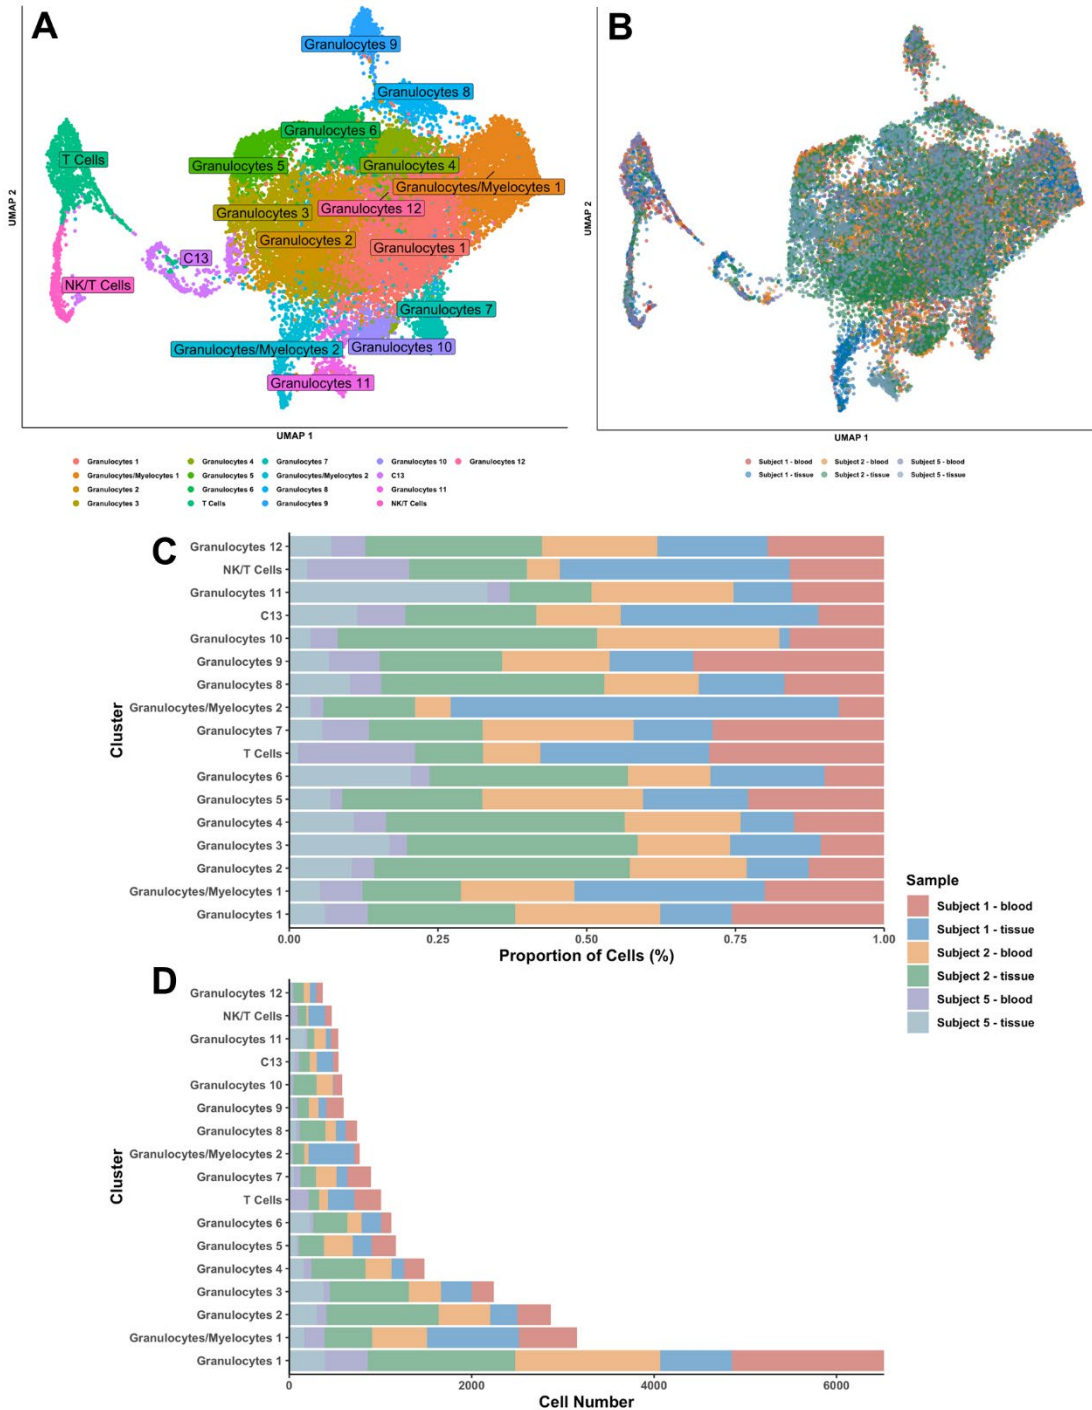 A
Granulocytes 9
Granulocytes 8
Granulocytes 6
Granulocytes 5
Granulocytes 4
T Cells
Granulocytes/Myelocytes 1
Granulocytes 3
Granulocytes 12
Granulocytes 2
Granulocytes 1
C13
NK/T Cells
Granulocytes 7
Granulocytes/Myelocytes 2
Granulocytes 10
Granulocytes 11
UMAP 2
UMAP 1
Granulocytes 1
Granulocytes 4
Granulocytes 7
Granulocytes 10
Granulocytes 12
Granulocytes/Myelocytes 1
Granulocytes 5
Granulocytes/Myelocytes 2
C13
Granulocytes 2
Granulocytes 6
Granulocytes 8
Granulocytes 11
Granulocytes 3
T Cells
Granulocytes 9
NK/T Cells
B
UMAP 2
UMAP 1
Subject 1 - blood
Subject 2 - blood
Subject 5 - blood
Subject 1 - tissue
Subject 2 - tissue
Subject 5 - tissue
C
Cluster
Granulocytes 12
NK/T Cells
Granulocytes 11
C13
Granulocytes 10
Granulocytes 9
Granulocytes 8
Granulocytes/Myelocytes 2
Granulocytes 7
T Cells
Granulocytes 6
Granulocytes 5
Granulocytes 4
Granulocytes 3
Granulocytes 2
Granulocytes/Myelocytes 1
Granulocytes 1
0.00 0.25 0.50 0.75 1.00
Proportion of Cells (%)
Sample
Subject 1 - blood
Subject 1 - tissue
Subject 2 - blood
Subject 2 - tissue
Subject 5 - blood
Subject 5 - tissue
D
Cluster
Granulocytes 12
NK/T Cells
Granulocytes 11
C13
Granulocytes 10
Granulocytes 9
Granulocytes 8
Granulocytes/Myelocytes 2
Granulocytes 7
T Cells
Granulocytes 6
Granulocytes 5
Granulocytes 4
Granulocytes 3
Granulocytes 2
Granulocytes/Myelocytes 1
Granulocytes 1
0 2000 4000 6000
Cell Number